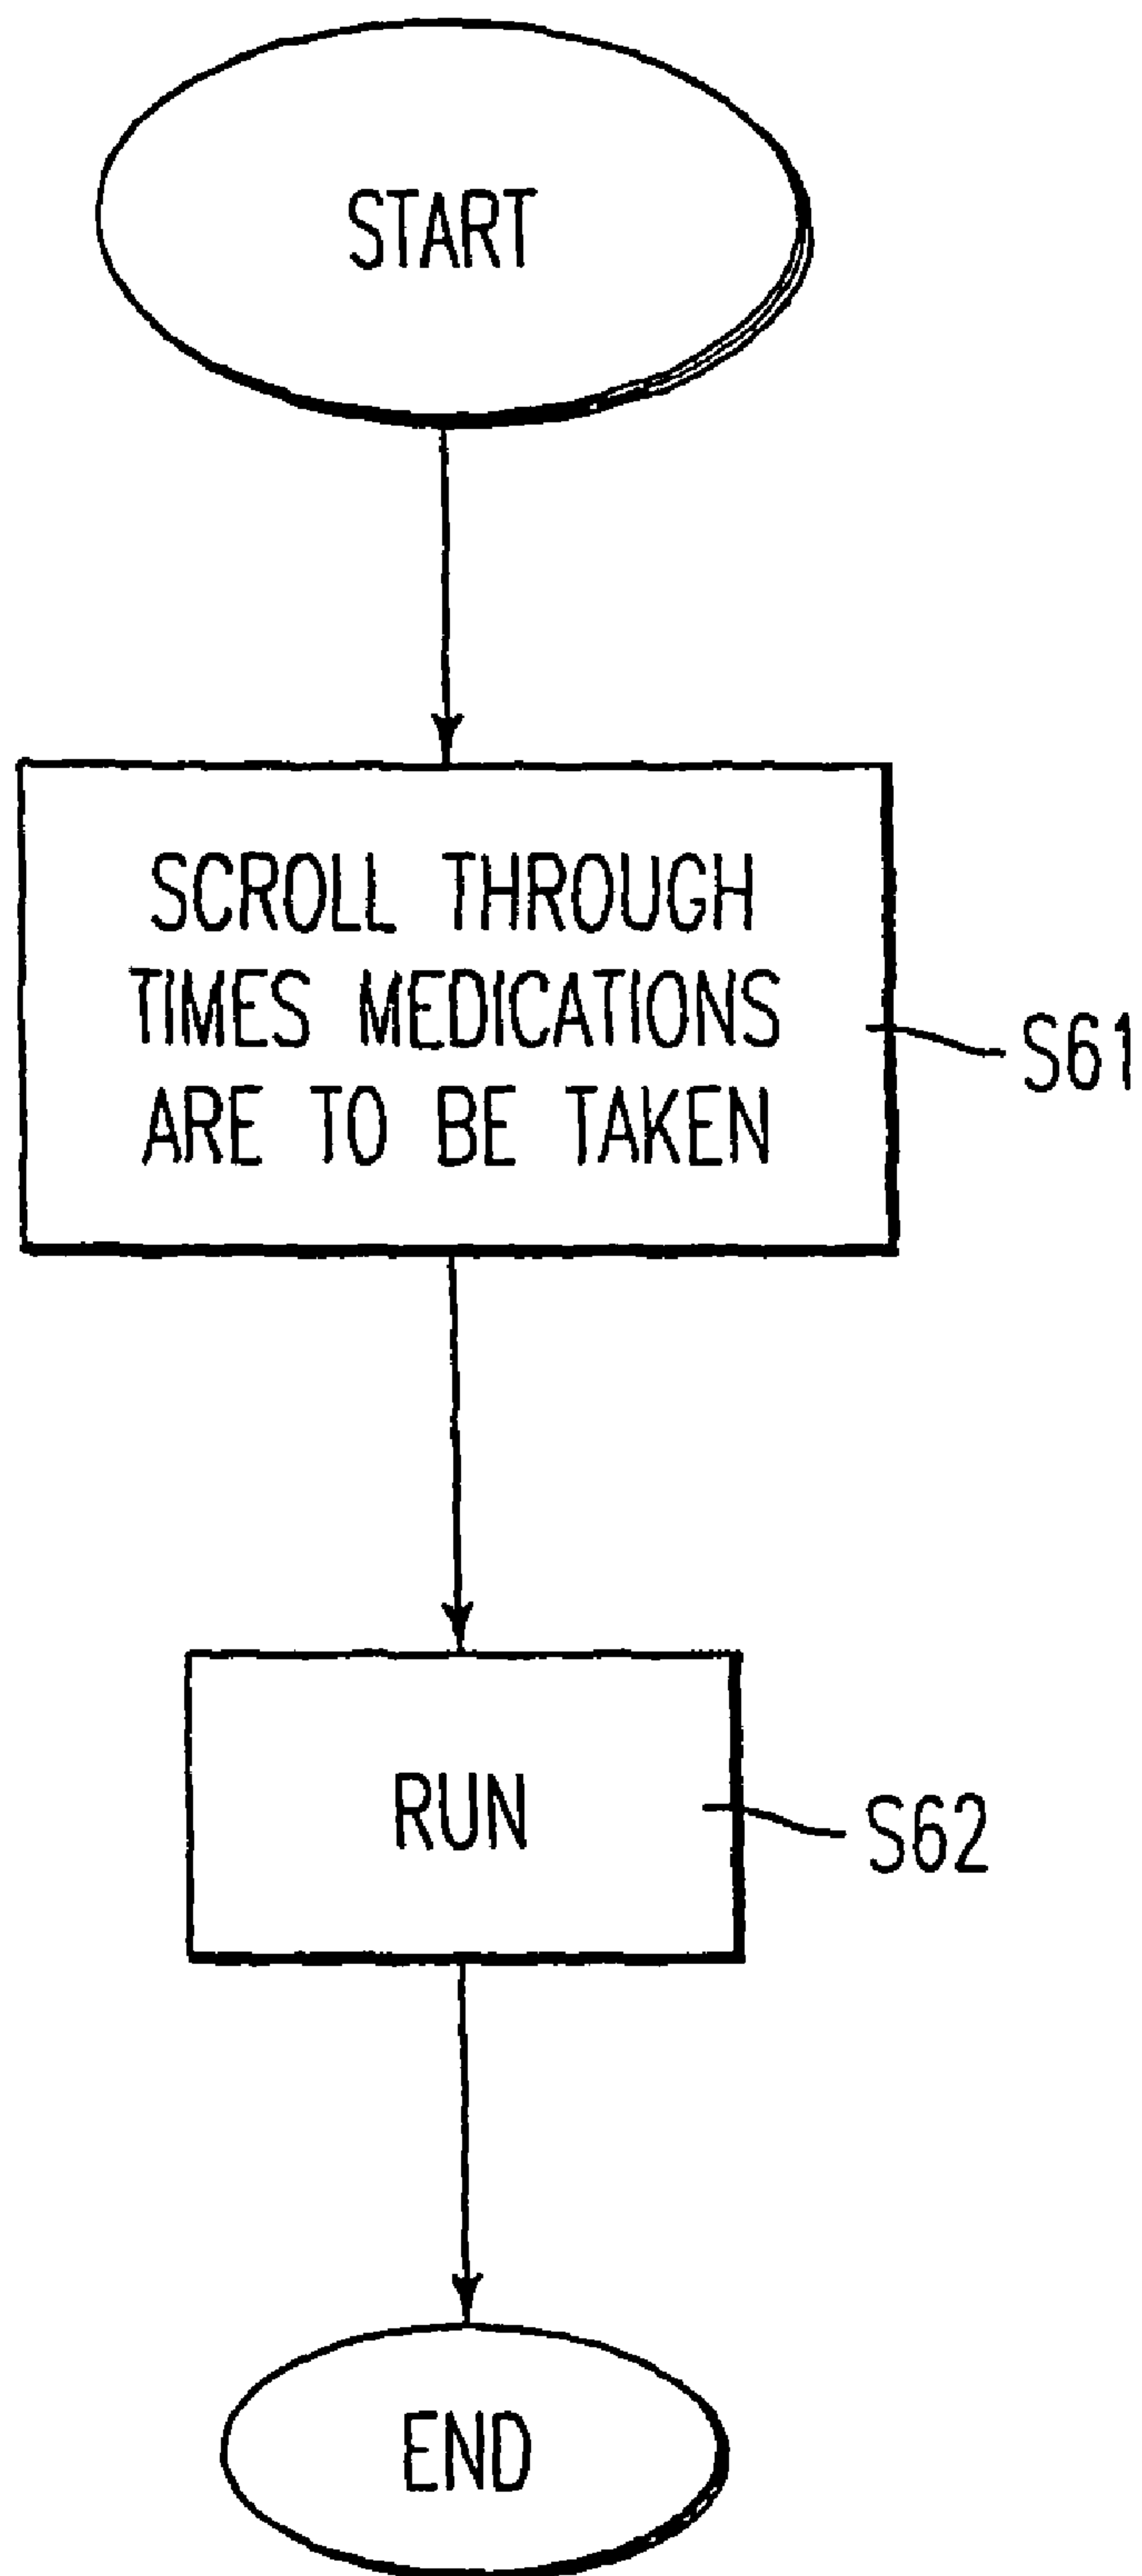 START
SCROLL THROUGH
TIMES MEDICATIONS
ARE TO BE TAKEN
S61
RUN
S62
END